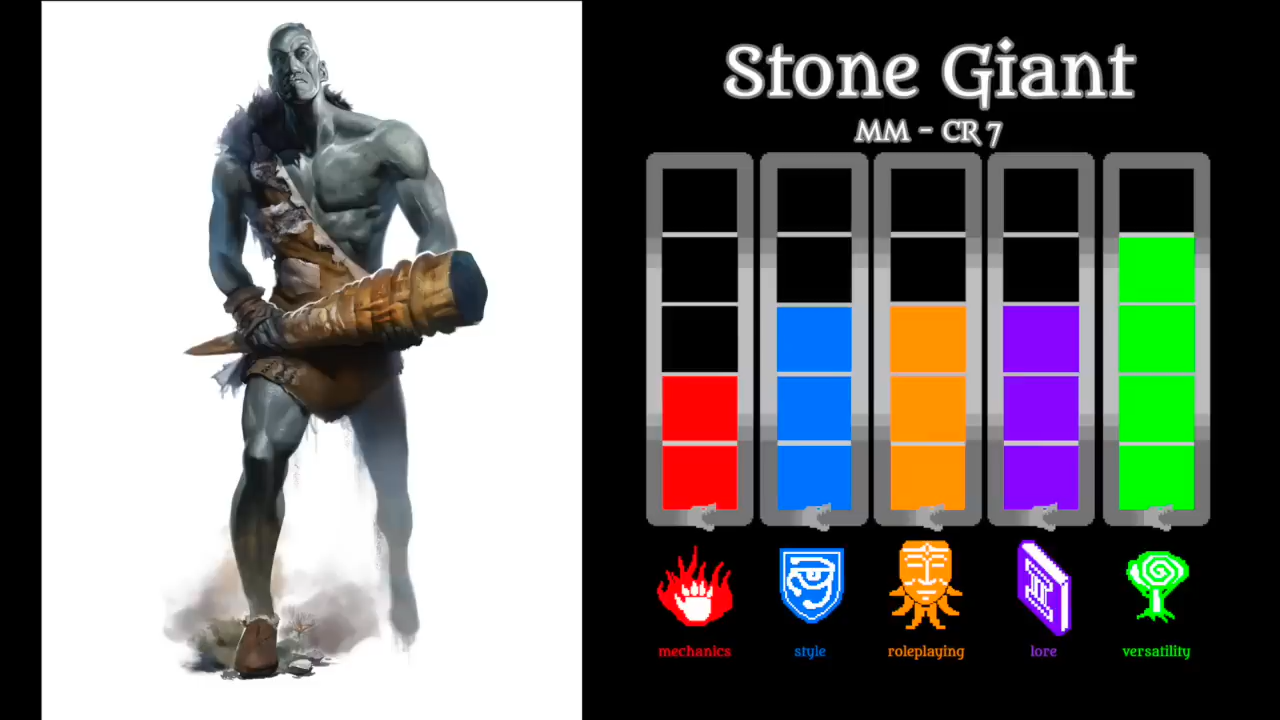 Stone Giant
MM - CR 7
mechanics style roleplaying lore versatility